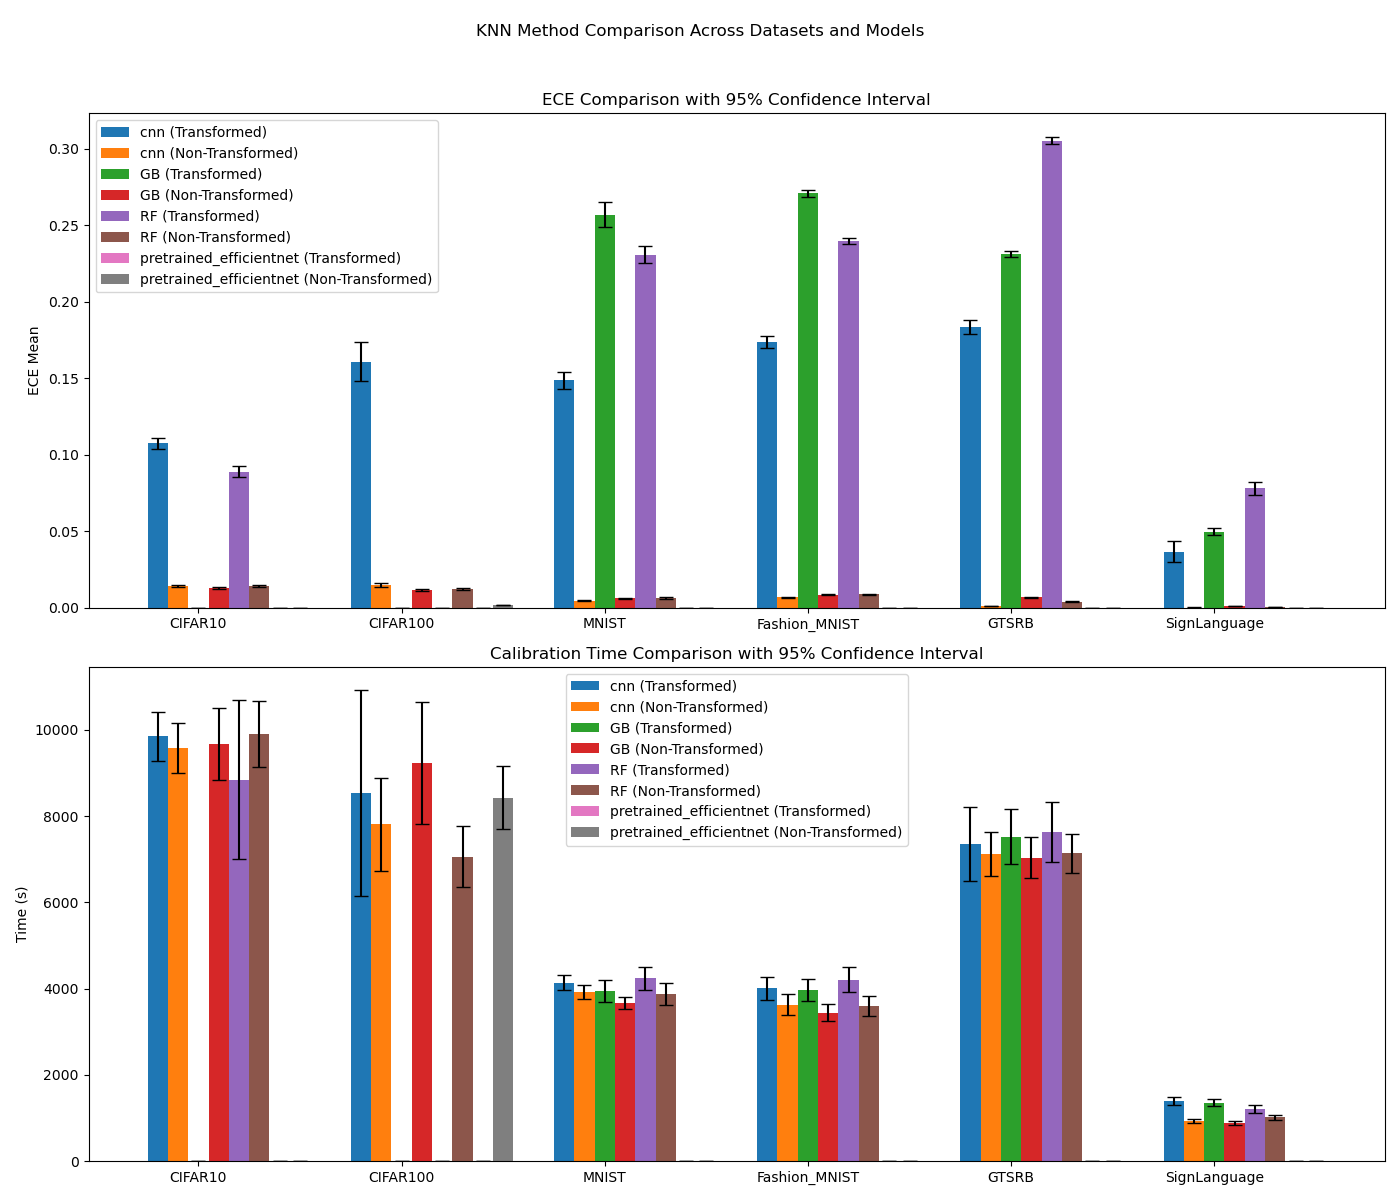 KNN Method Comparison Across Datasets and Models
ECE Comparison with 95% Confidence Interval
cnn (Transformed)
cnn (Non-Transformed)
GB (Transformed)
GB (Non-Transformed)
RF (Transformed)
RF (Non-Transformed)
pretrained_efficientnet (Transformed)
pretrained_efficientnet (Non-Transformed)
ECE Mean
0.30
0.25
0.20
0.15
0.10
0.05
0.00
CIFAR10 CIFAR100 MNIST Fashion_MNIST GTSRB SignLanguage
Calibration Time Comparison with 95% Confidence Interval
cnn (Transformed)
cnn (Non-Transformed)
GB (Transformed)
GB (Non-Transformed)
RF (Transformed)
RF (Non-Transformed)
pretrained_efficientnet (Transformed)
pretrained_efficientnet (Non-Transformed)
Time (s)
10000
8000
6000
4000
2000
0
CIFAR10 CIFAR100 MNIST Fashion_MNIST GTSRB SignLanguage